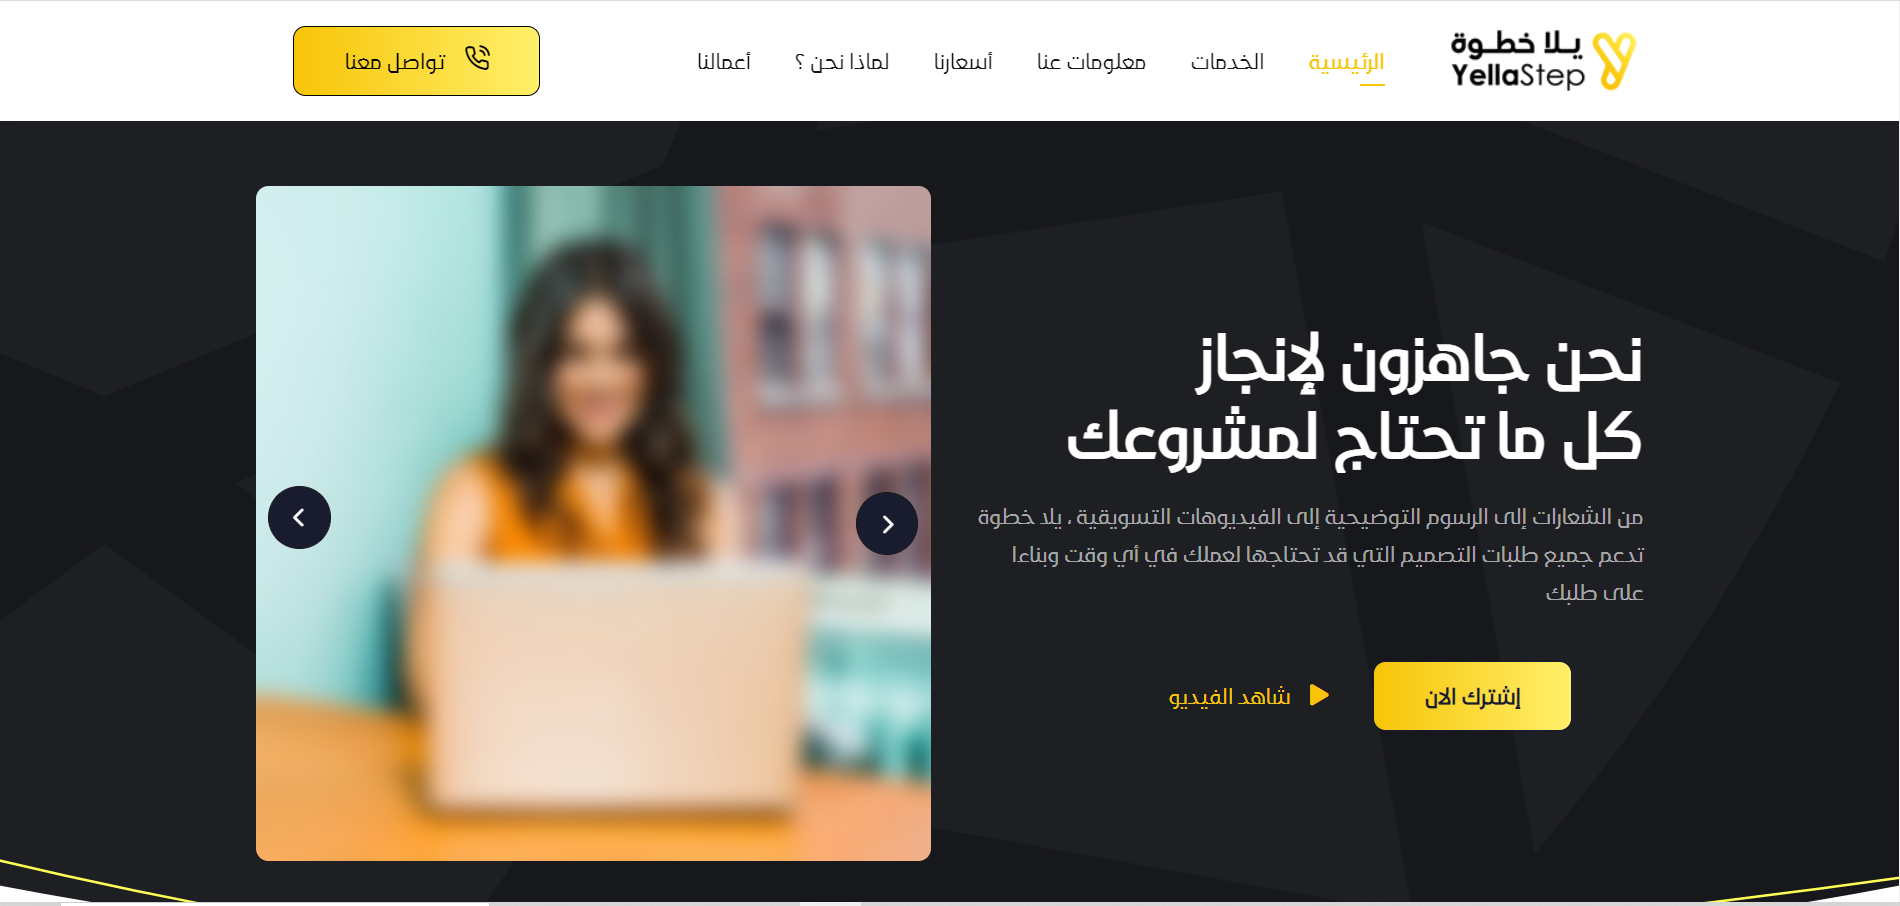 يـلا خطـوة
YellaStep
الرئيسية
الخدمات
معلومات عنا
أسعارنا
لماذا نحن ؟
أعمالنا
تواصل معنا
نحن جاهزون لإنجاز
كل ما تحتاج لمشروعك
من الشعارات إلى الرسوم التوضيحية إلى الفيديوهات التسويقية ، يلا خطوة
تدعم جميع طلبات التصميم التي قد تحتاجها لعملك في أي وقت وبناءا
على طلبك
إشترك الان
شاهد الفيديو